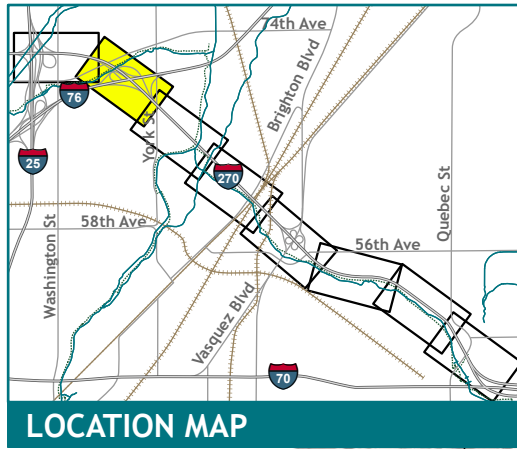 74th Ave
Brighton Blvd
76
York St
25
270
Quebec St
Washington St
58th Ave
56th Ave
Vasquez Blvd
70
LOCATION MAP